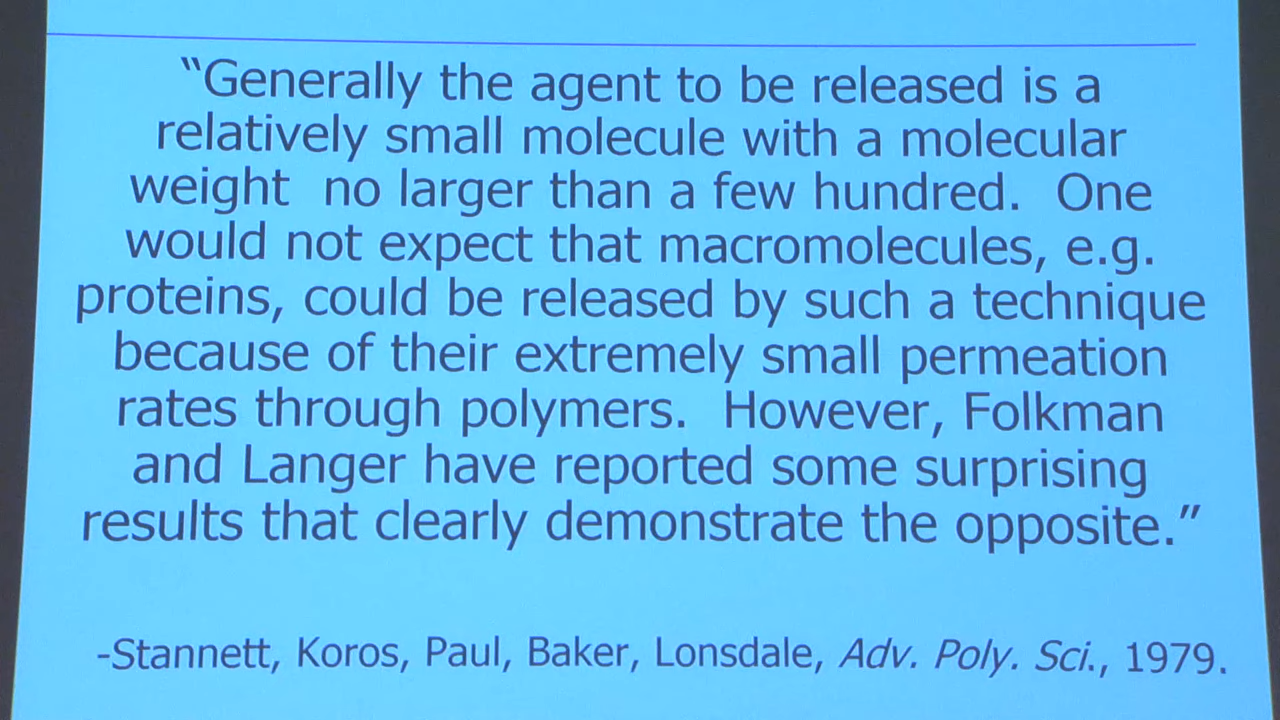 “Generally the agent to be released is a
relatively small molecule with a molecular
weight  no larger than a few hundred.  One
would not expect that macromolecules, e.g.
proteins, could be released by such a technique
because of their extremely small permeation
rates through polymers.  However, Folkman
and Langer have reported some surprising
results that clearly demonstrate the opposite.”
-Stannett, Koros, Paul, Baker, Lonsdale, Adv. Poly. Sci., 1979.